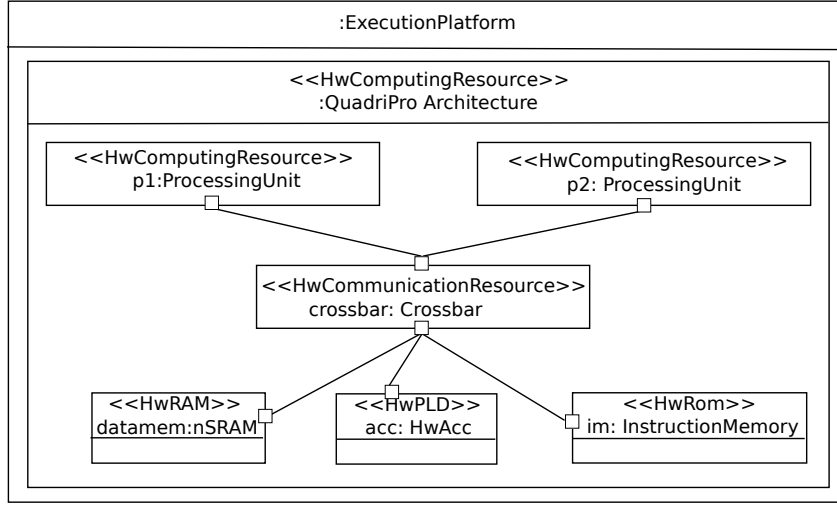 :ExecutionPlatform
<<HwComputingResource>>
:QuadriPro Architecture
<<HwComputingResource>>
p1:ProcessingUnit
<<HwComputingResource>>
p2: ProcessingUnit
<<HwCommunicationResource>>
crossbar: Crossbar
<<HwRAM>>
datamem:nSRAM
<<HwPLD>>
acc: HwAcc
<<HwRom>>
im: InstructionMemory